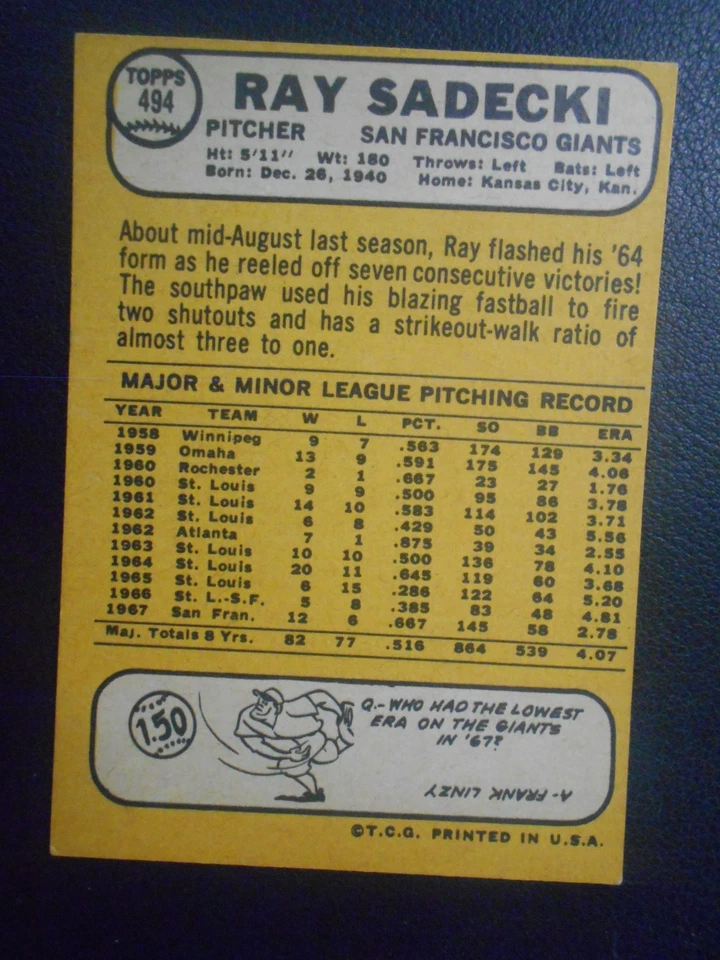 TOPPS
494
RAY SADECKI
PITCHER SAN FRANCISCO GIANTS
Ht: 5'11" Wt: 180 Throws: Left Bats: Left
Born: Dec. 26, 1940 Home: Kansas City, Kan.
About mid-August last season, Ray flashed his '64
form as he reeled off seven consecutive victories!
The southpaw used his blazing fastball to fire
two shutouts and has a strikeout-walk ratio of
almost three to one.
MAJOR & MINOR LEAGUE PITCHING RECORD
YEAR TEAM W L PCT. SO BB ERA
1958 Winnipeg 9 7 .563 174 129 3.34
1959 Omaha 13 9 .591 175 145 4.06
1960 Rochester 2 1 .667 23 27 1.76
1960 St. Louis 9 9 .500 95 86 3.78
1961 St. Louis 14 10 .583 114 102 3.71
1962 St. Louis 6 8 .429 50 43 5.56
1962 Atlanta 7 1 .875 39 34 2.55
1963 St. Louis 10 10 .500 136 78 4.10
1964 St. Louis 20 11 .645 119 60 3.68
1965 St. Louis 6 15 .286 122 64 5.20
1966 St. L.-S.F. 5 8 .385 83 48 4.81
1967 San Fran. 12 6 .667 145 58 2.78
Maj. Totals 8 Yrs. 82 77 .516 864 539 4.07
1.50
Q.- WHO HAD THE LOWEST
ERA ON THE GIANTS
IN '67?
A- FRANK LINZY
©T.C.G. PRINTED IN U.S.A.